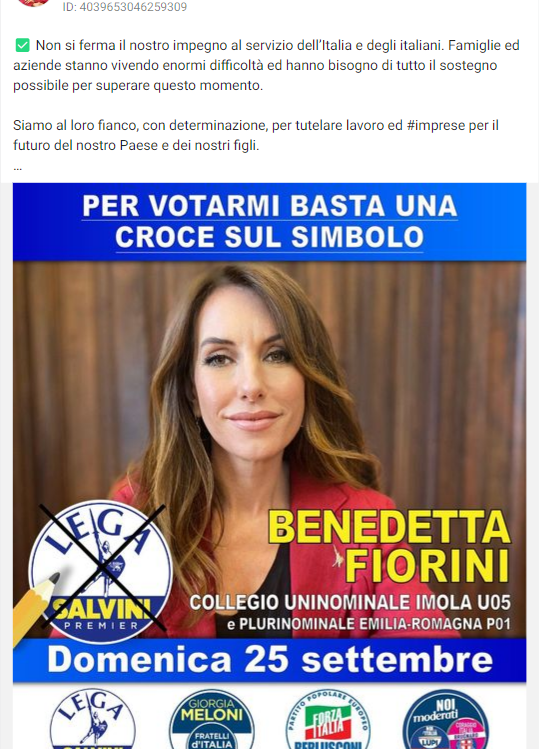 ID: 4039653046259309
✅ Non si ferma il nostro impegno al servizio dell'Italia e degli italiani. Famiglie ed
aziende stanno vivendo enormi difficoltà ed hanno bisogno di tutto il sostegno
possibile per superare questo momento.
Siamo al loro fianco, con determinazione, per tutelare lavoro ed #imprese per il
futuro del nostro Paese e dei nostri figli.
...
PER VOTARMI BASTA UNA
CROCE SUL SIMBOLO
LEGA
SALVINI
PREMIER
BENEDETTA
FIORINI
COLLEGIO UNINOMINALE IMOLA U05
e PLURINOMINALE EMILIA-ROMAGNA P01
Domenica 25 settembre
LEGA
SALVINI
GIORGIA
MELONI
FRATELLI
d'ITALIA
PARTITO POPOLARE EUROPEO
FORZA
ITALIA
BERLUSCONI
NOI
moderati
LUPI